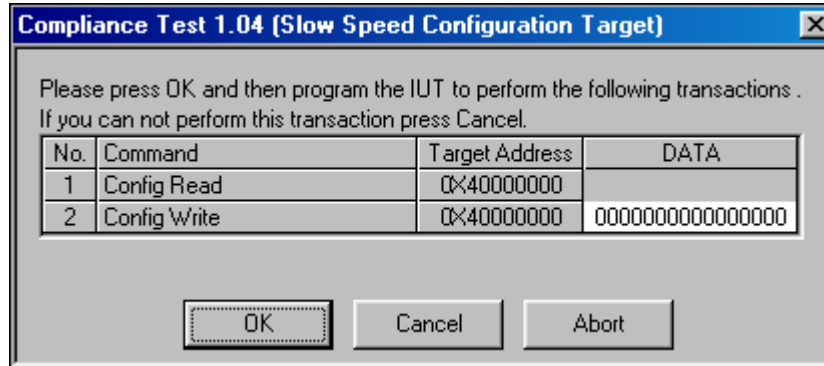 Compliance Test 1.04 (Slow Speed Configuration Target)
Please press OK and then program the IUT to perform the following transactions .
If you can not perform this transaction press Cancel.
No. Command Target Address DATA
1 Config Read 0X40000000
2 Config Write 0X40000000 0000000000000000
OK Cancel Abort